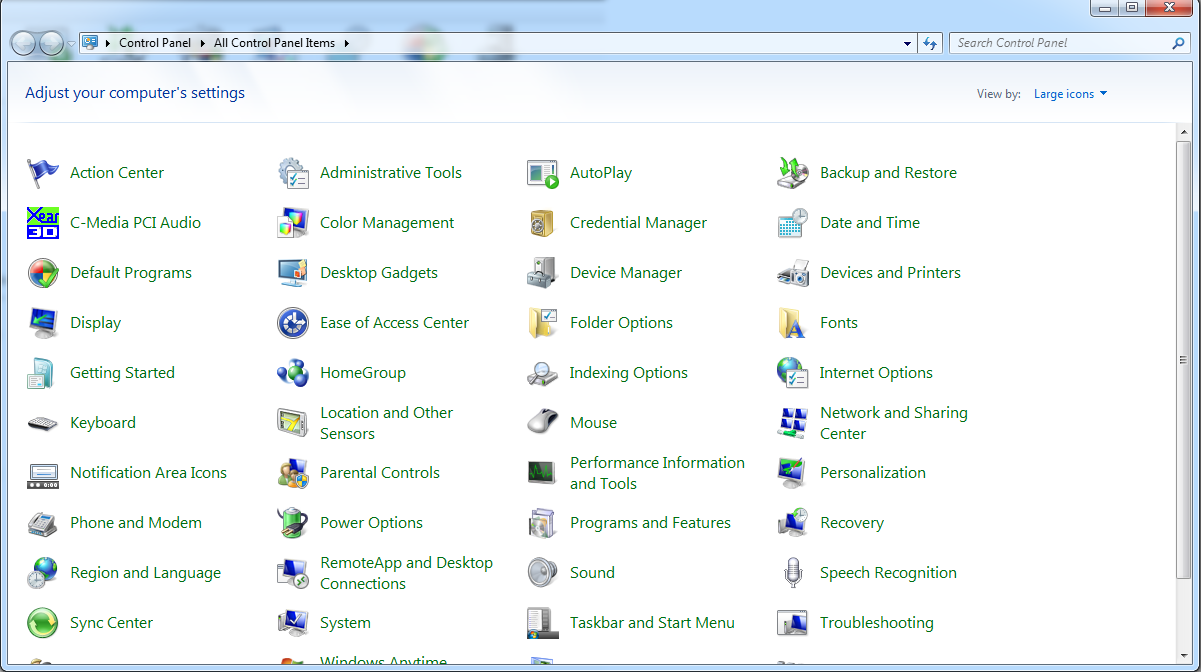 Control Panel All Control Panel Items
Search Control Panel
Adjust your computer's settings
View by: Large icons
Action Center
Administrative Tools
AutoPlay
Backup and Restore
Xear
3D
C-Media PCI Audio
Color Management
Credential Manager
Date and Time
Default Programs
Desktop Gadgets
Device Manager
Devices and Printers
Display
Ease of Access Center
Folder Options
Fonts
Getting Started
HomeGroup
Indexing Options
Internet Options
Keyboard
Location and Other
Sensors
Mouse
Network and Sharing
Center
Notification Area Icons
Parental Controls
Performance Information
and Tools
Personalization
Phone and Modem
Power Options
Programs and Features
Recovery
Region and Language
RemoteApp and Desktop
Connections
Sound
Speech Recognition
Sync Center
System
Taskbar and Start Menu
Troubleshooting
Windows Anytime